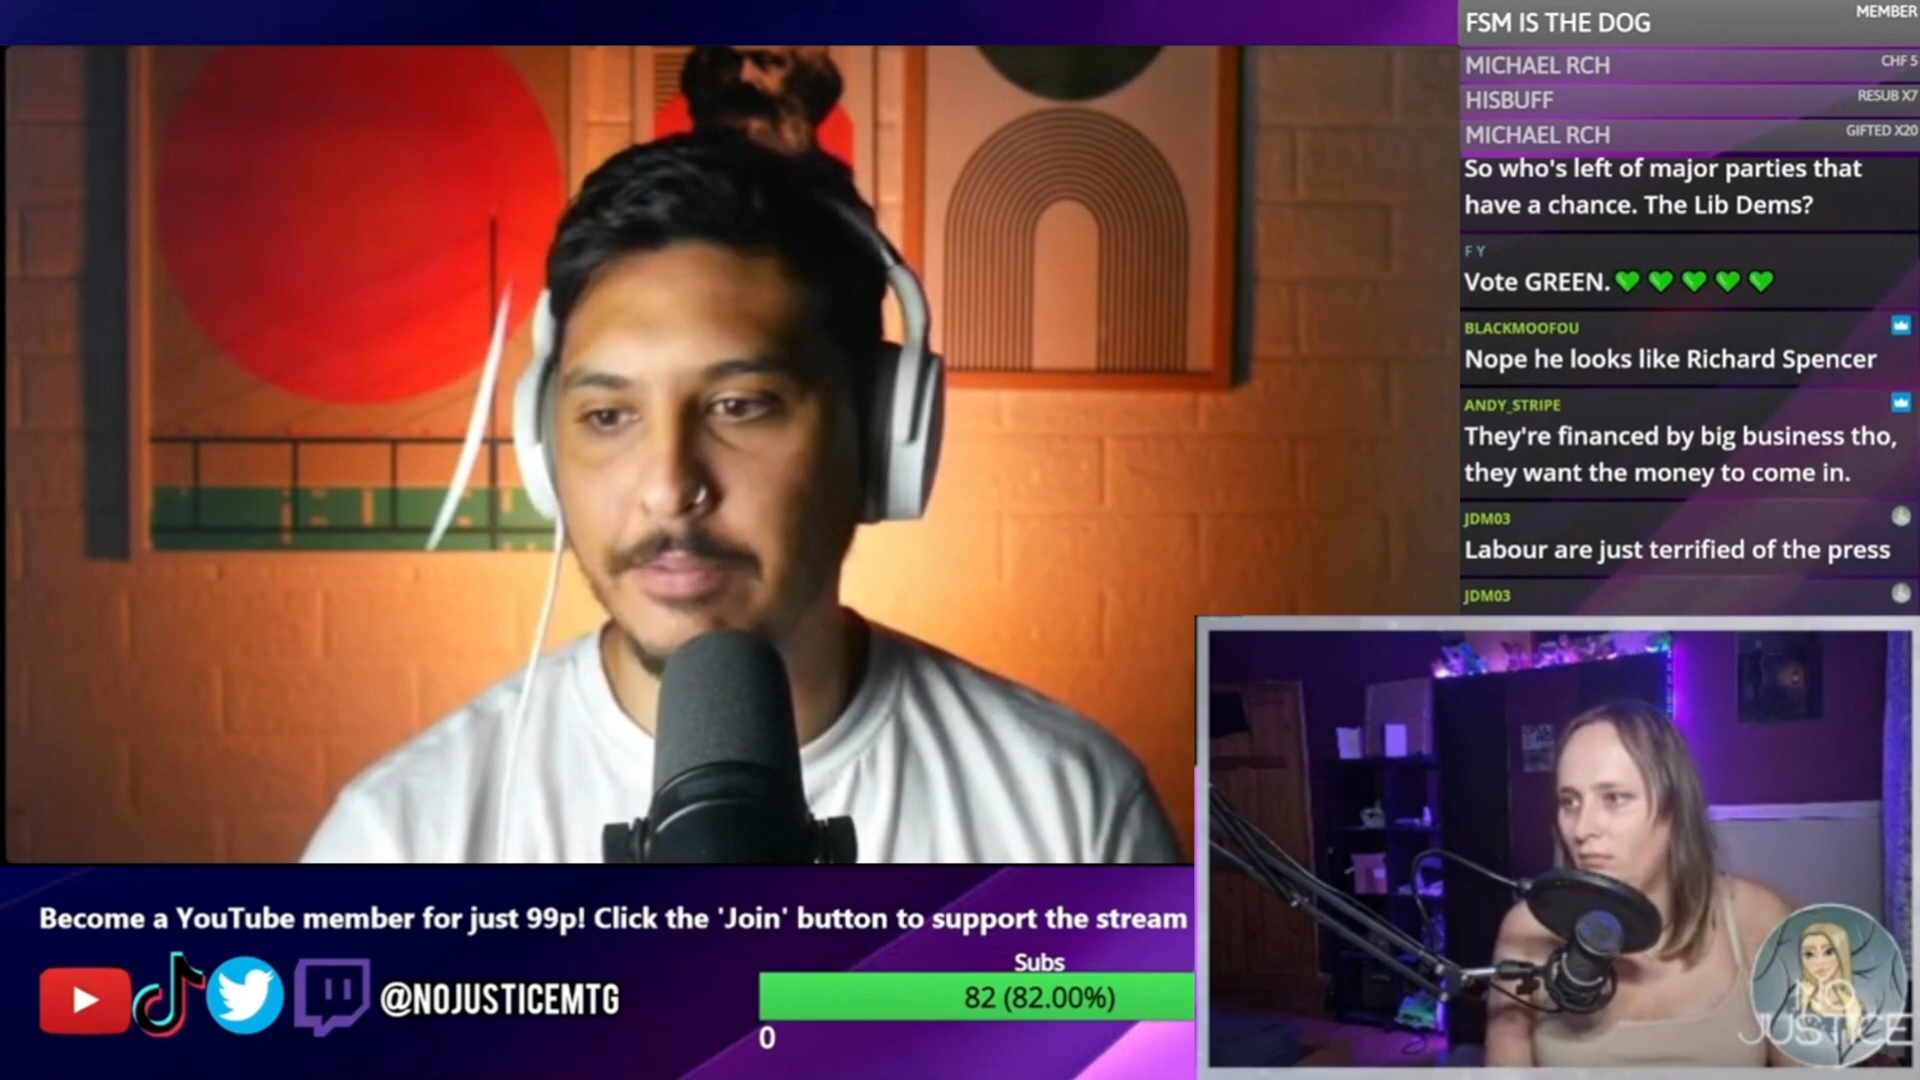 FSM IS THE DOG MEMBER
MICHAEL RCH CHF 5
HISBUFF RESUB X7
MICHAEL RCH GIFTED X20
So who's left of major parties that
have a chance. The Lib Dems?
F Y
Vote GREEN.💚💚💚💚💚
BLACKMOOFOU
Nope he looks like Richard Spencer
ANDY_STRIPE
They're financed by big business tho,
they want the money to come in.
JDM03
Labour are just terrified of the press
JDM03
Become a YouTube member for just 99p! Click the 'Join' button to support the stream
@NOJUSTICEMTG
Subs
82 (82.00%)
0
NO
JUSTICE